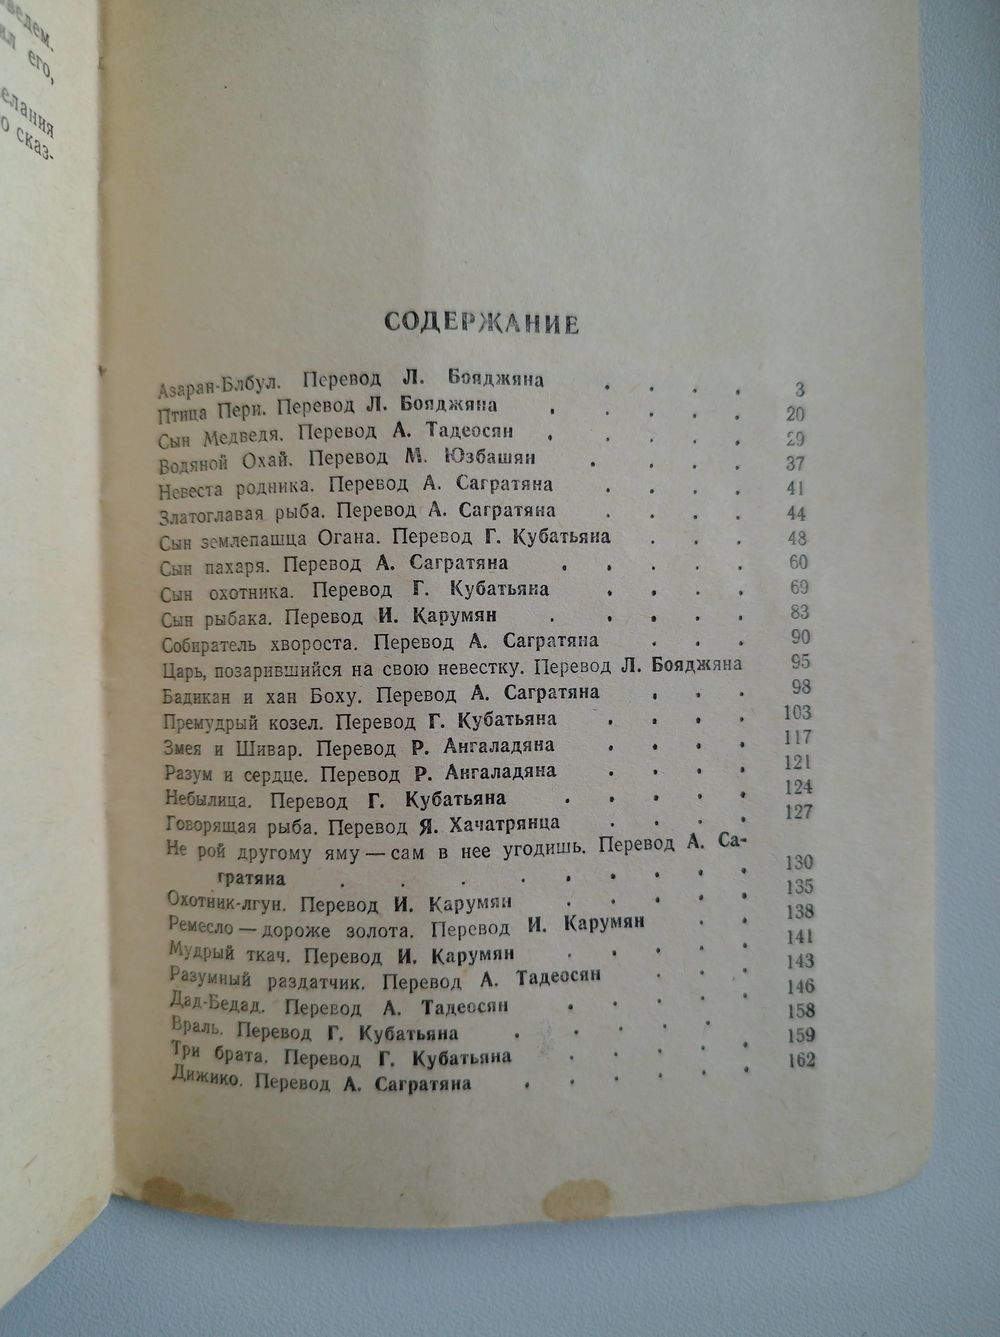 ведем.
ил его,
елания
о сказ-
СОДЕРЖАНИЕ
Азаран-Блбул. Перевод Л. Бояджяна . . . . 3
Птица Пери. Перевод Л. Бояджяна . . . . . 20
Сын Медведя. Перевод А. Тадеосян . . . . . 29
Водяной Охай. Перевод М. Юзбашян . . . . 37
Невеста родника. Перевод А. Сагратяна . . . . 41
Златоглавая рыба. Перевод А. Сагратяна . . . . 44
Сын землепашца Огана. Перевод Г. Кубатьяна . . . 48
Сын пахаря. Перевод А. Сагратяна . . . . . 60
Сын охотника. Перевод Г. Кубатьяна . . . . 69
Сын рыбака. Перевод И. Карумян . . . . . 83
Собиратель хвороста. Перевод А. Сагратяна . . . 90
Царь, позарившийся на свою невестку. Перевод Л. Бояджяна 95
Бадикан и хан Боху. Перевод А. Сагратяна . . . 98
Премудрый козел. Перевод Г. Кубатьяна . . . . 103
Змея и Шивар. Перевод Р. Ангаладяна . . . . 117
Разум и сердце. Перевод Р. Ангаладяна . . . . 121
Небылица. Перевод Г. Кубатьяна . . . . . 124
Говорящая рыба. Перевод Я. Хачатрянца . . . . 127
Не рой другому яму — сам в нее угодишь. Перевод А. Са-
гратяна . . . . . . . . . 130
Охотник-лгун. Перевод И. Карумян . . . . . 135
Ремесло — дороже золота. Перевод И. Карумян . . 138
Мудрый ткач. Перевод И. Карумян . . . . . 141
Разумный раздатчик. Перевод А. Тадеосян . . . 143
Дад-Бедад. Перевод А. Тадеосян . . . . . 146
Враль. Перевод Г. Кубатьяна . . . . . 158
Три брата. Перевод Г. Кубатьяна . . . . . 159
Дижико. Перевод А. Сагратяна . . . . . . 162